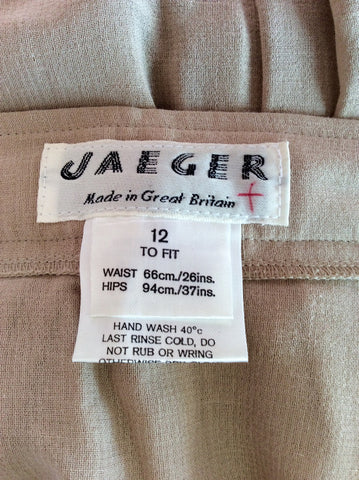 JAEGER
Made in Great Britain
12
TO FIT
WAIST 66cm./26ins.
HIPS 94cm./37ins.
HAND WASH 40°c
LAST RINSE COLD, DO
NOT RUB OR WRING
OTHERWISE